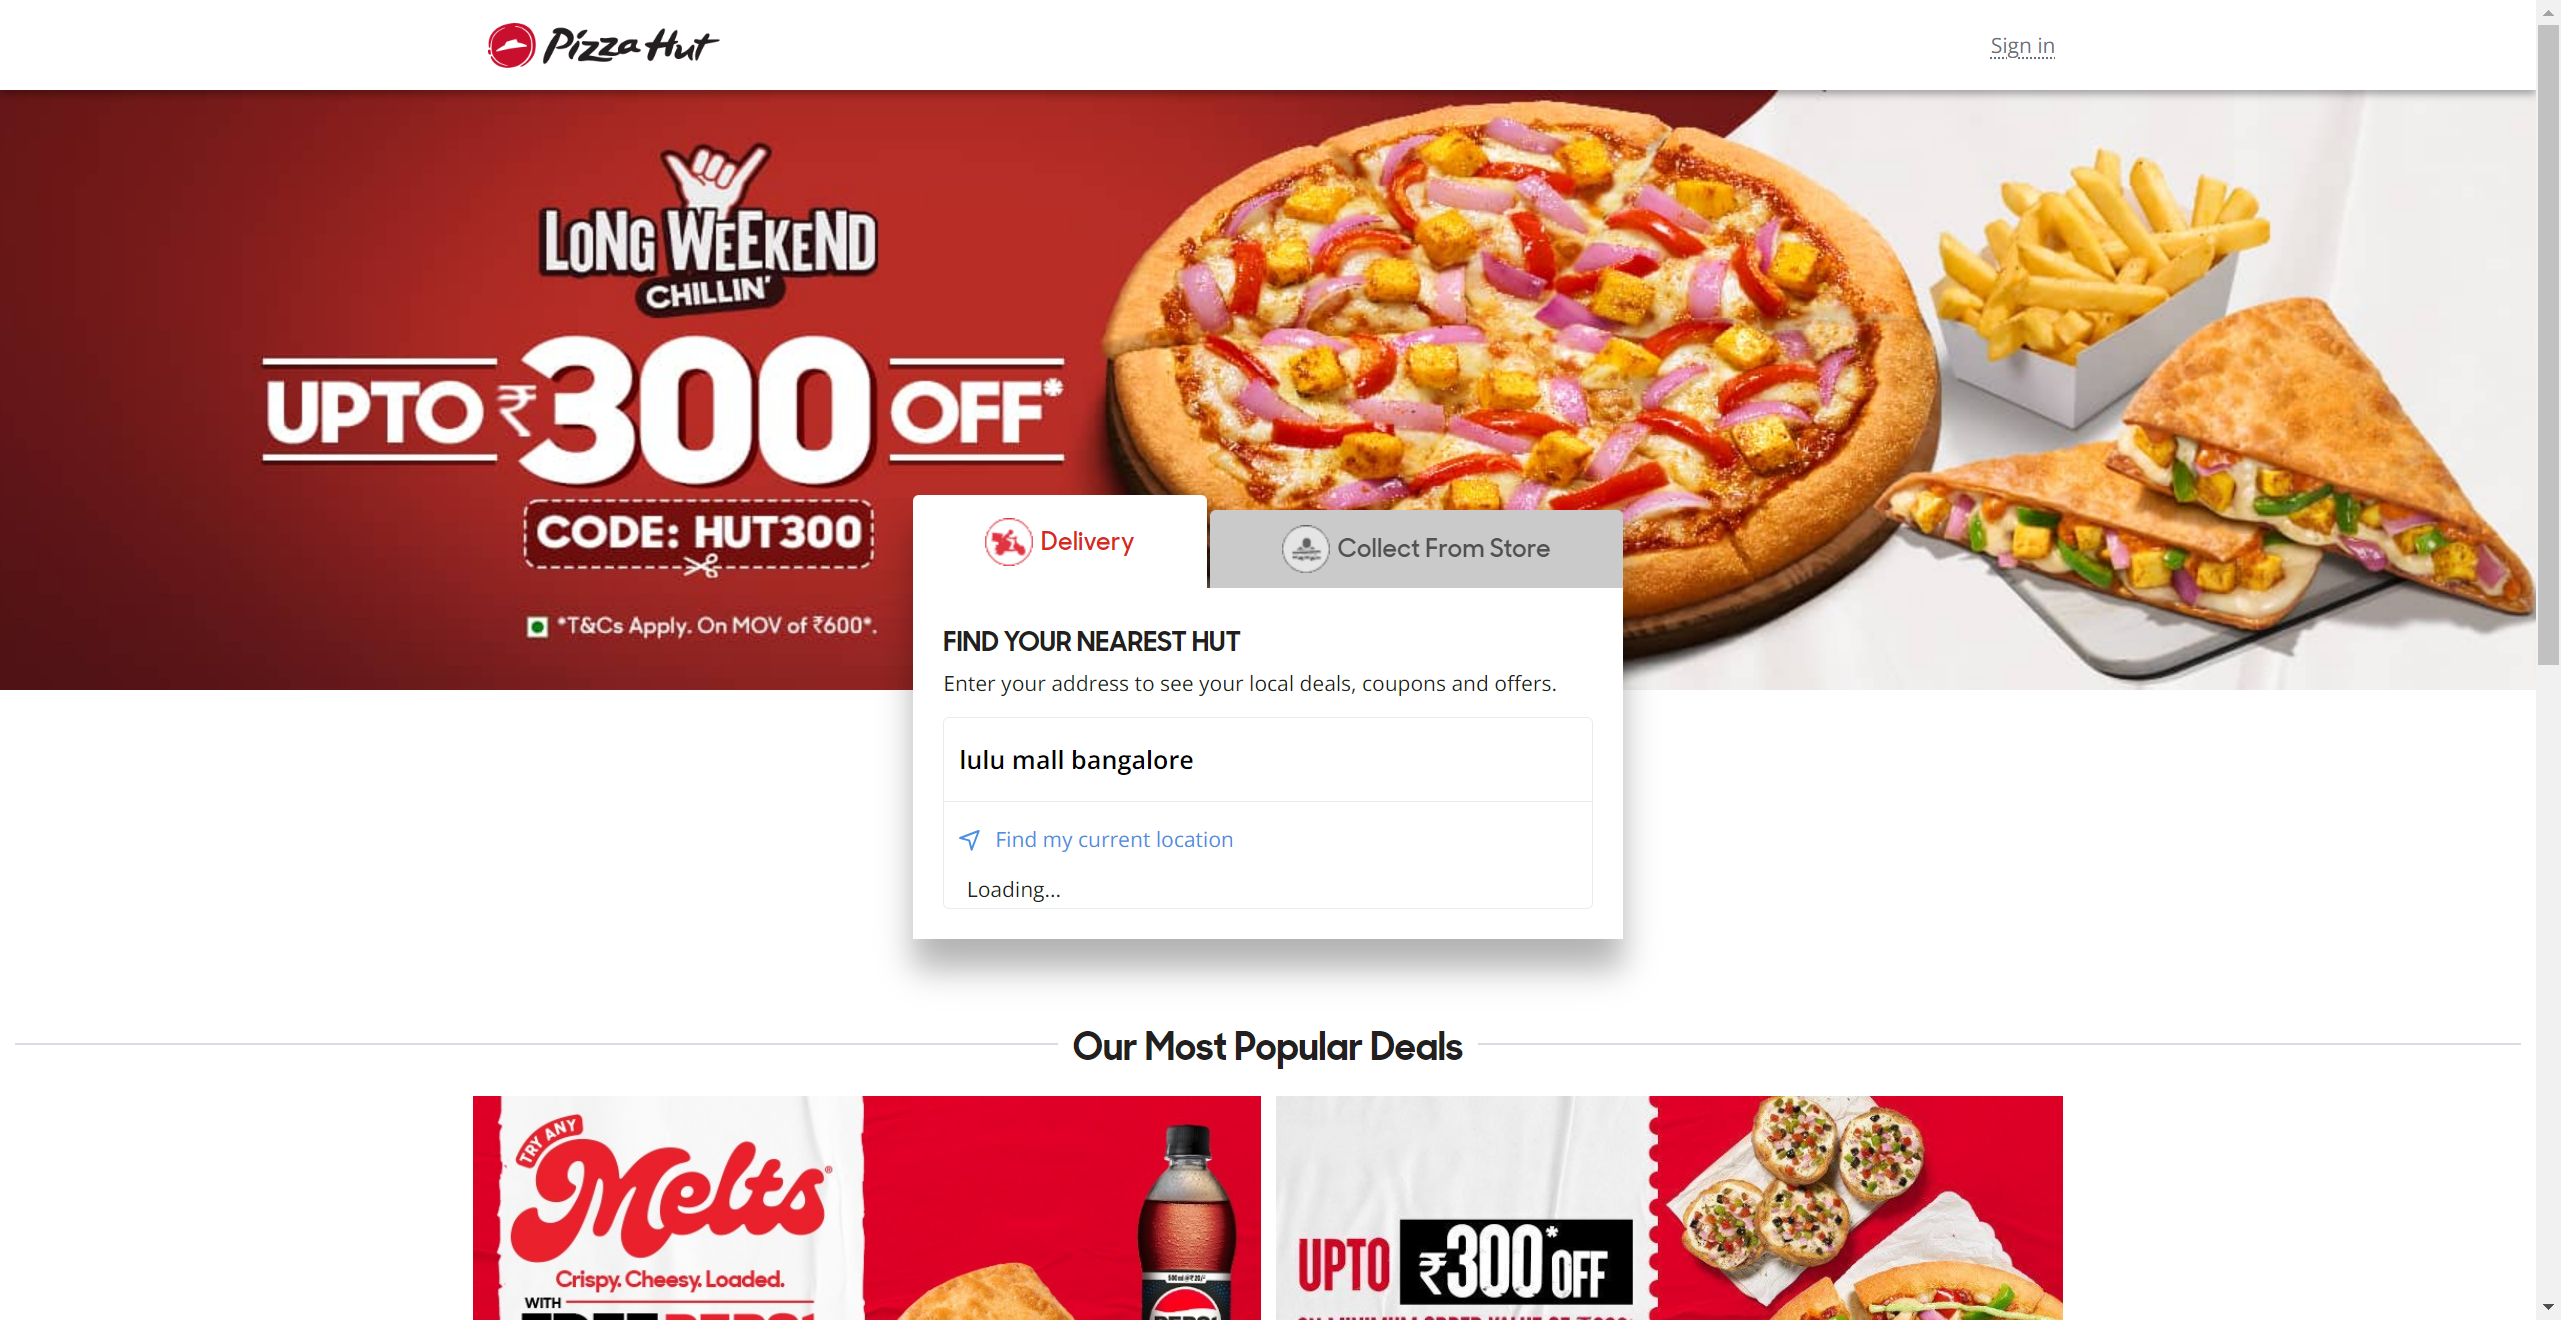 Pizza Hut
Sign in
LONG WEEKEND
CHILLIN'
UPTO ₹300 OFF*
CODE: HUT300
*T&Cs Apply. On MOV of ₹600*.
Delivery
Collect From Store
FIND YOUR NEAREST HUT
Enter your address to see your local deals, coupons and offers.
lulu mall bangalore
Find my current location
Loading...
Our Most Popular Deals
TRY ANY
Melts®
Crispy. Cheesy. Loaded.
WITH
UPTO ₹300* OFF